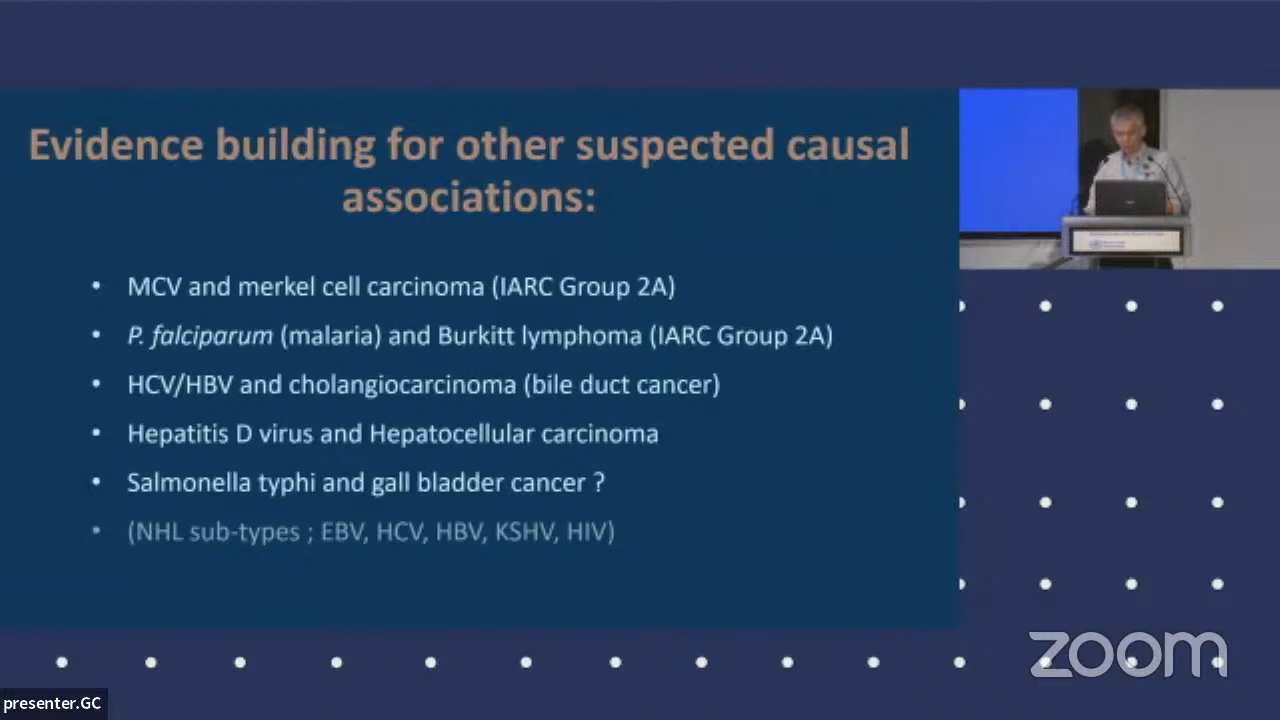 Evidence building for other suspected causal
associations:
• MCV and merkel cell carcinoma (IARC Group 2A)
• P. falciparum (malaria) and Burkitt lymphoma (IARC Group 2A)
• HCV/HBV and cholangiocarcinoma (bile duct cancer)
• Hepatitis D virus and Hepatocellular carcinoma
• Salmonella typhi and gall bladder cancer ?
• (NHL sub-types ; EBV, HCV, HBV, KSHV, HIV)
zoom
presenter.GC